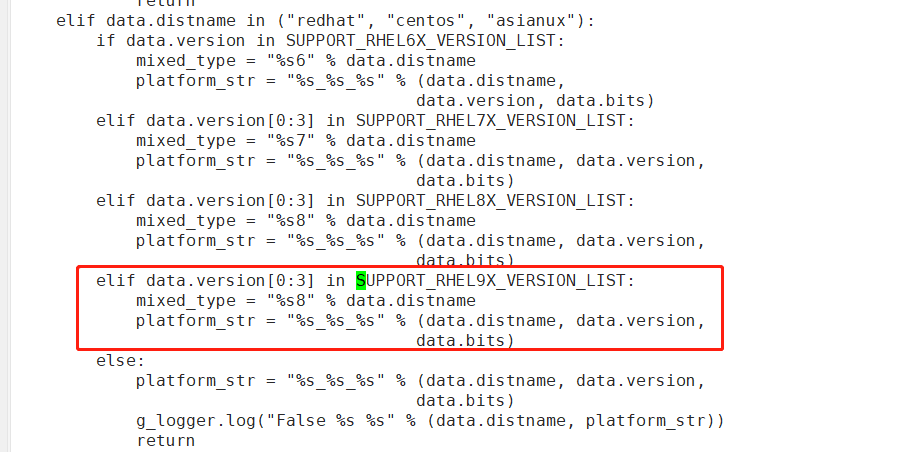 return
elif data.distname in ("redhat", "centos", "asianux"):
if data.version in SUPPORT_RHEL6X_VERSION_LIST:
mixed_type = "%s6" % data.distname
platform_str = "%s_%s_%s" % (data.distname,
data.version, data.bits)
elif data.version[0:3] in SUPPORT_RHEL7X_VERSION_LIST:
mixed_type = "%s7" % data.distname
platform_str = "%s_%s_%s" % (data.distname, data.version,
data.bits)
elif data.version[0:3] in SUPPORT_RHEL8X_VERSION_LIST:
mixed_type = "%s8" % data.distname
platform_str = "%s_%s_%s" % (data.distname, data.version,
data.bits)
elif data.version[0:3] in SUPPORT_RHEL9X_VERSION_LIST:
mixed_type = "%s8" % data.distname
platform_str = "%s_%s_%s" % (data.distname, data.version,
data.bits)
else:
platform_str = "%s_%s_%s" % (data.distname, data.version,
data.bits)
g_logger.log("False %s %s" % (data.distname, platform_str))
return